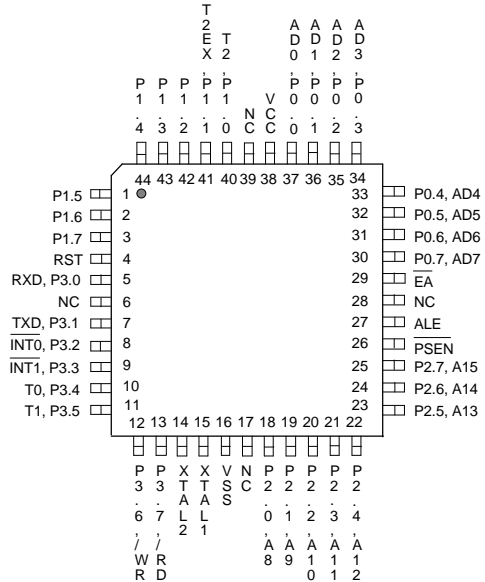 P1.4
P1.3
P1.2
T2EX,P1.1
T2,P1.0
NC
VCC
AD0,P0.0
AD1,P0.1
AD2,P0.2
AD3,P0.3
44 43 42 41 40 39 38 37 36 35 34
P1.5 1
P1.6 2
P1.7 3
RST 4
RXD, P3.0 5
NC 6
TXD, P3.1 7
INT0, P3.2 8
INT1, P3.3 9
T0, P3.4 10
T1, P3.5 11
33 P0.4, AD4
32 P0.5, AD5
31 P0.6, AD6
30 P0.7, AD7
29 EA
28 NC
27 ALE
26 PSEN
25 P2.7, A15
24 P2.6, A14
23 P2.5, A13
12 13 14 15 16 17 18 19 20 21 22
P3.6,/WR
P3.7,/RD
XTAL2
XTAL1
VSS
NC
P2.0,A8
P2.1,A9
P2.2,A10
P2.3,A11
P2.4,A12